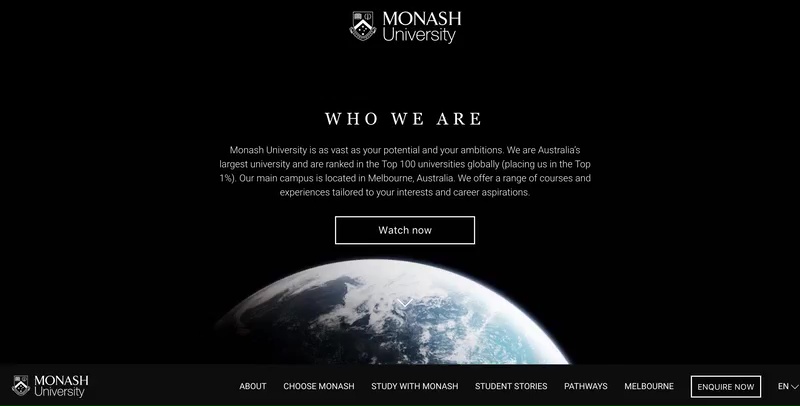 MONASH
University
WHO WE ARE
Monash University is as vast as your potential and your ambitions. We are Australia's
largest university and are ranked in the Top 100 universities globally (placing us in the Top
1%). Our main campus is located in Melbourne, Australia. We offer a range of courses and
experiences tailored to your interests and career aspirations.
Watch now
MONASH
University
ABOUT CHOOSE MONASH STUDY WITH MONASH STUDENT STORIES PATHWAYS MELBOURNE ENQUIRE NOW EN